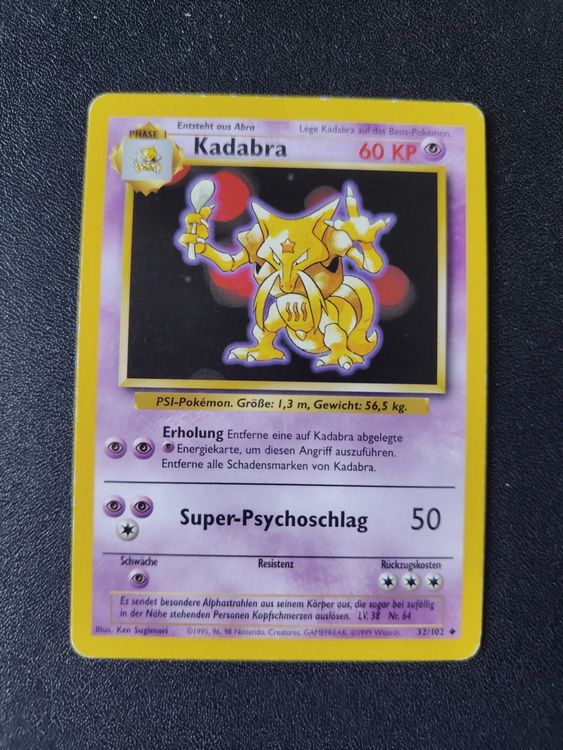 Entsteht aus Abra
Lege Kadabra auf das Basis-Pokémon.
PHASE 1
Kadabra
60 KP
PSI-Pokémon. Größe: 1,3 m, Gewicht: 56,5 kg.
Erholung Entferne eine auf Kadabra abgelegte
Energiekarte, um diesen Angriff auszuführen.
Entferne alle Schadensmarken von Kadabra.
Super-Psychoschlag 50
Schwäche Resistenz Rückzugskosten
Es sendet besondere Alphastrahlen aus seinem Körper aus, die sogar bei zufällig
in der Nähe stehenden Personen Kopfschmerzen auslösen. LV. 38 Nr. 64
Illus. Ken Sugimori ©1995, 96, 98 Nintendo, Creatures, GAMEFREAK. ©1999 Wizards. 32/102